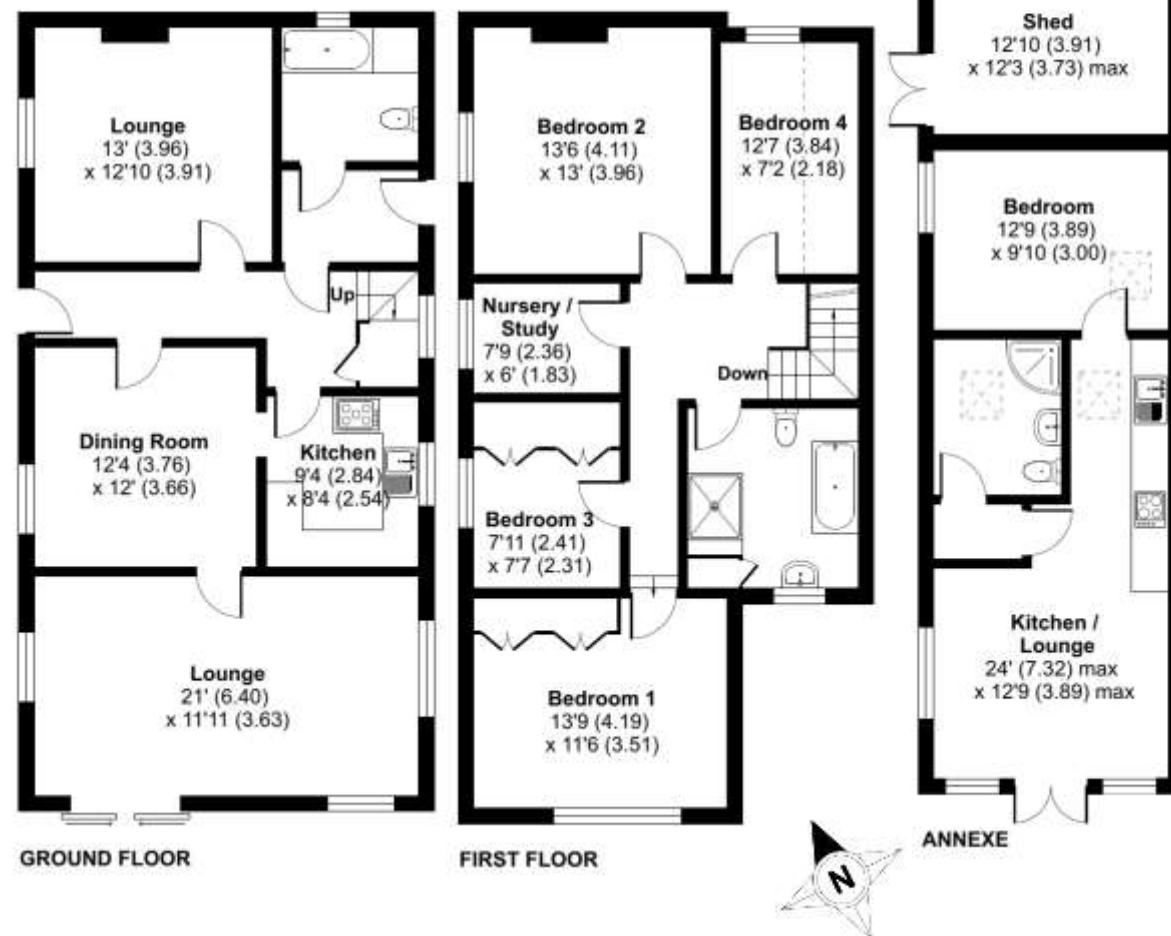 Lounge
13' (3.96)
x 12'10 (3.91)
Up
Dining Room
12'4 (3.76)
x 12' (3.66)
Kitchen
9'4 (2.84)
x 8'4 (2.54)
Lounge
21' (6.40)
x 11'11 (3.63)
GROUND FLOOR
Bedroom 2
13'6 (4.11)
x 13' (3.96)
Bedroom 4
12'7 (3.84)
x 7'2 (2.18)
Nursery /
Study
7'9 (2.36)
x 6' (1.83)
Down
Bedroom 3
7'11 (2.41)
x 7'7 (2.31)
Bedroom 1
13'9 (4.19)
x 11'6 (3.51)
FIRST FLOOR
Shed
12'10 (3.91)
x 12'3 (3.73) max
Bedroom
12'9 (3.89)
x 9'10 (3.00)
Kitchen /
Lounge
24' (7.32) max
x 12'9 (3.89) max
ANNEXE
N